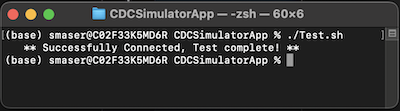 CDCSimulatorApp — -zsh — 60×6
[(base) smaser@C02F33K5MD6R CDCSimulatorApp % ./Test.sh ]
** Successfully Connected, Test complete! **
(base) smaser@C02F33K5MD6R CDCSimulatorApp %